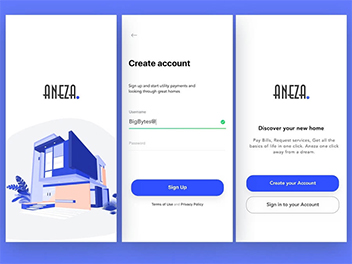 ANEZA.
Create account
Sign up and start utility payments and
looking through great homes
Username
BigBytes@
Password
Sign Up
Terms of Use and Privacy Policy
ANEZA.
Discover your new home
Pay Bills, Request services, Get all the
basics of life in one click. Aneza one click
away from a dream.
Create your Account
Sign in to your Account